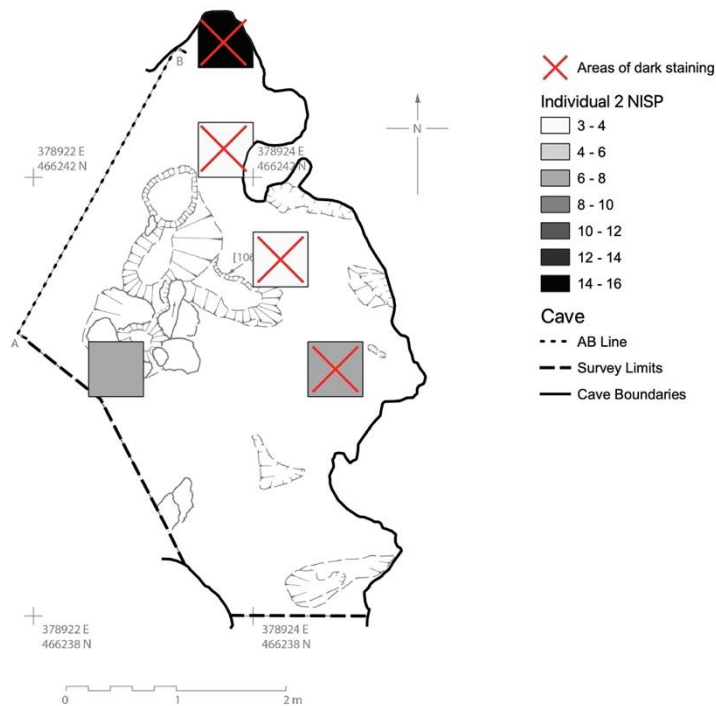 B
378922 E
466242 N
378924 E
466242 N
N
[106
A
378922 E
466238 N
378924 E
466238 N
0
1
2 m
Areas of dark staining
Individual 2 NISP
3 - 4
4 - 6
6 - 8
8 - 10
10 - 12
12 - 14
14 - 16
Cave
AB Line
Survey Limits
Cave Boundaries